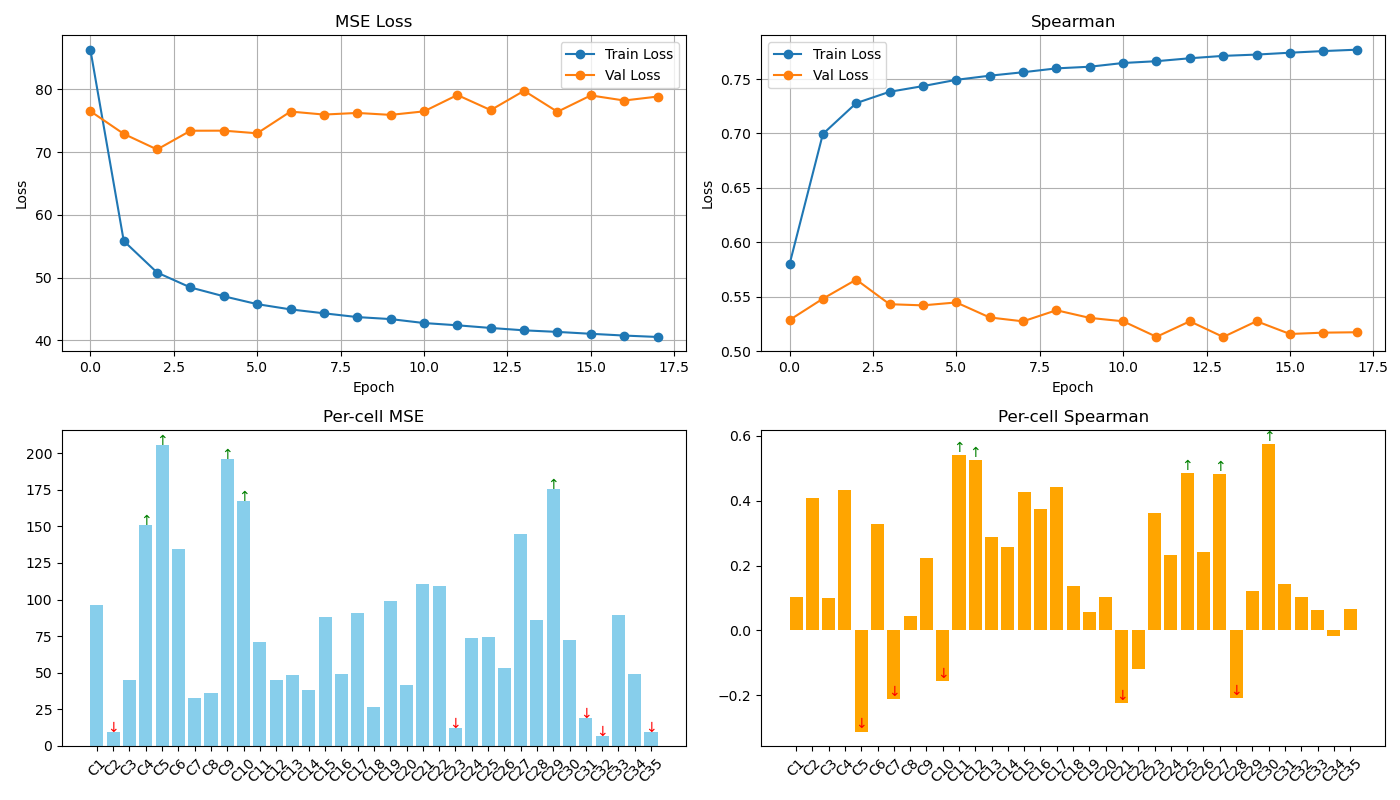 MSE Loss
Train Loss
Val Loss
80
70
60
50
40
Loss
0.0 2.5 5.0 7.5 10.0 12.5 15.0 17.5
Epoch
Spearman
Train Loss
Val Loss
0.75
0.70
0.65
0.60
0.55
0.50
Loss
0.0 2.5 5.0 7.5 10.0 12.5 15.0 17.5
Epoch
Per-cell MSE
200
175
150
125
100
75
50
25
0
↑ ↑ ↑ ↑ ↑
↓ ↓ ↓ ↓ ↓
C1 C2 C3 C4 C5 C6 C7 C8 C9 C10 C11 C12 C13 C14 C15 C16 C17 C18 C19 C20 C21 C22 C23 C24 C25 C26 C27 C28 C29 C30 C31 C32 C33 C34 C35
Per-cell Spearman
0.6
0.4
0.2
0.0
−0.2
↑ ↑ ↑ ↑ ↑
↓ ↓ ↓ ↓ ↓
C1 C2 C3 C4 C5 C6 C7 C8 C9 C10 C11 C12 C13 C14 C15 C16 C17 C18 C19 C20 C21 C22 C23 C24 C25 C26 C27 C28 C29 C30 C31 C32 C33 C34 C35